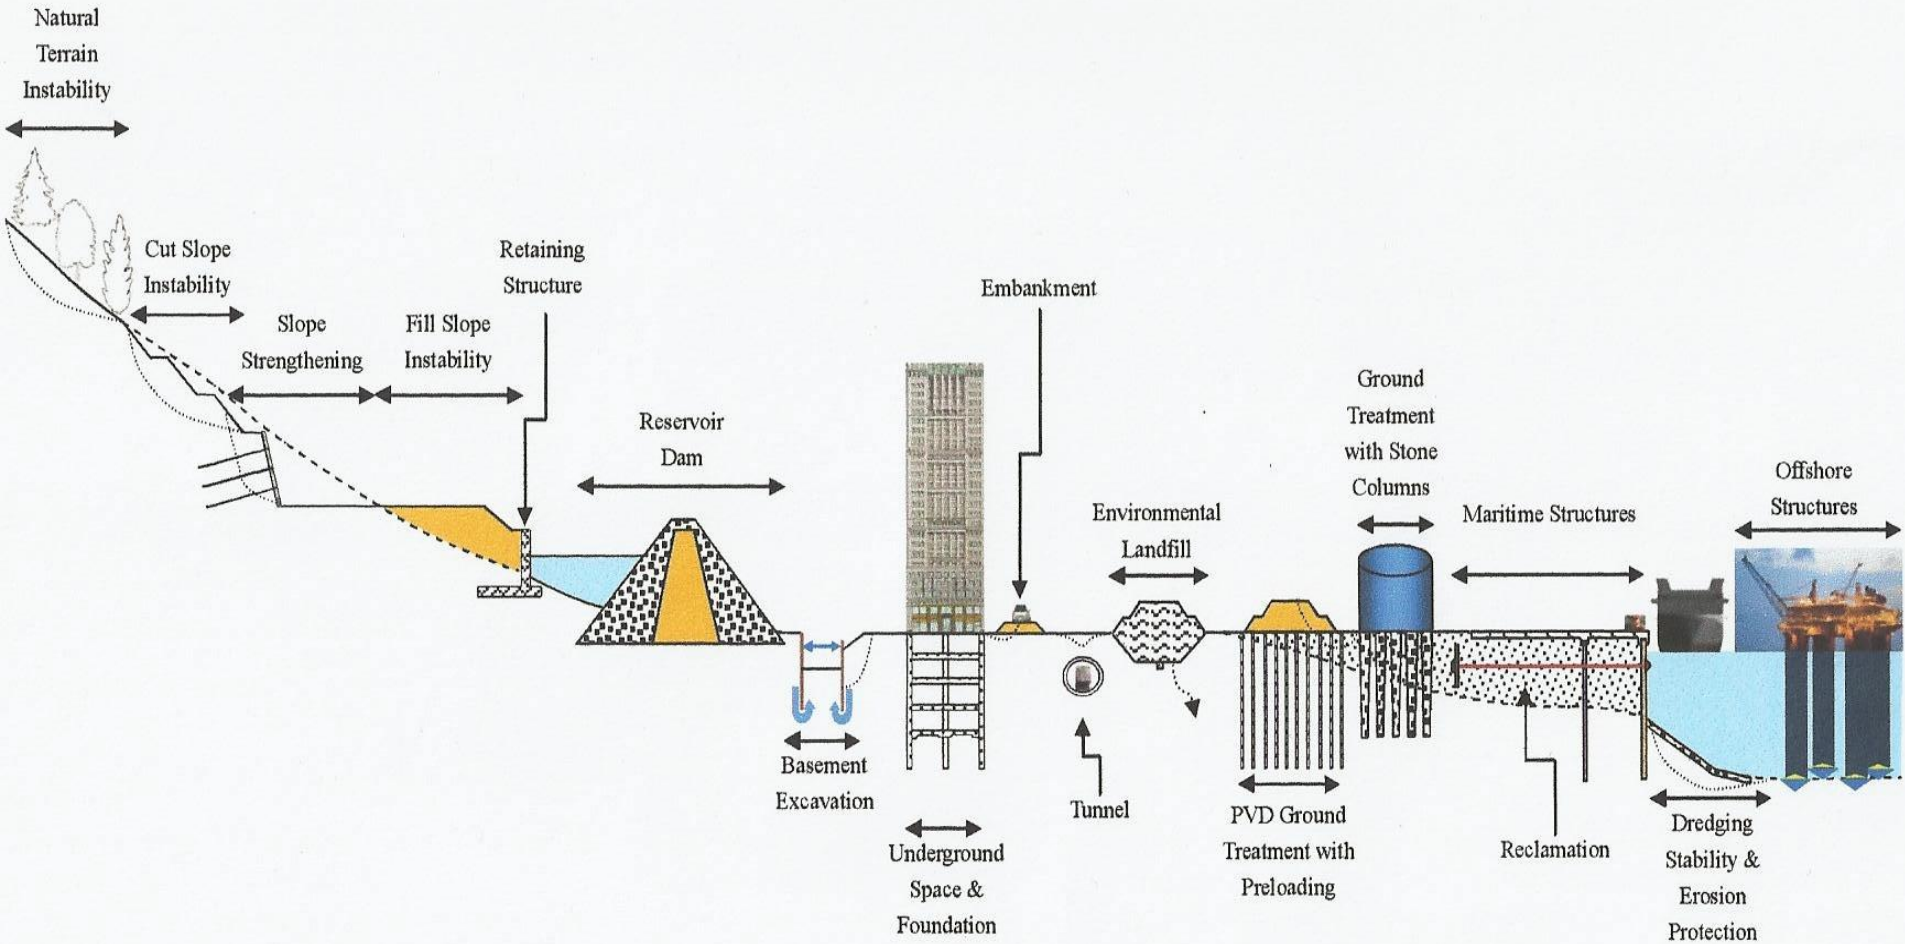 Natural
Terrain
Instability
Cut Slope
Instability
Slope
Strengthening
Fill Slope
Instability
Retaining
Structure
Reservoir
Dam
Basement
Excavation
Underground
Space &
Foundation
Embankment
Tunnel
Environmental
Landfill
PVD Ground
Treatment with
Preloading
Ground
Treatment
with Stone
Columns
Maritime Structures
Reclamation
Offshore
Structures
Dredging
Stability &
Erosion
Protection